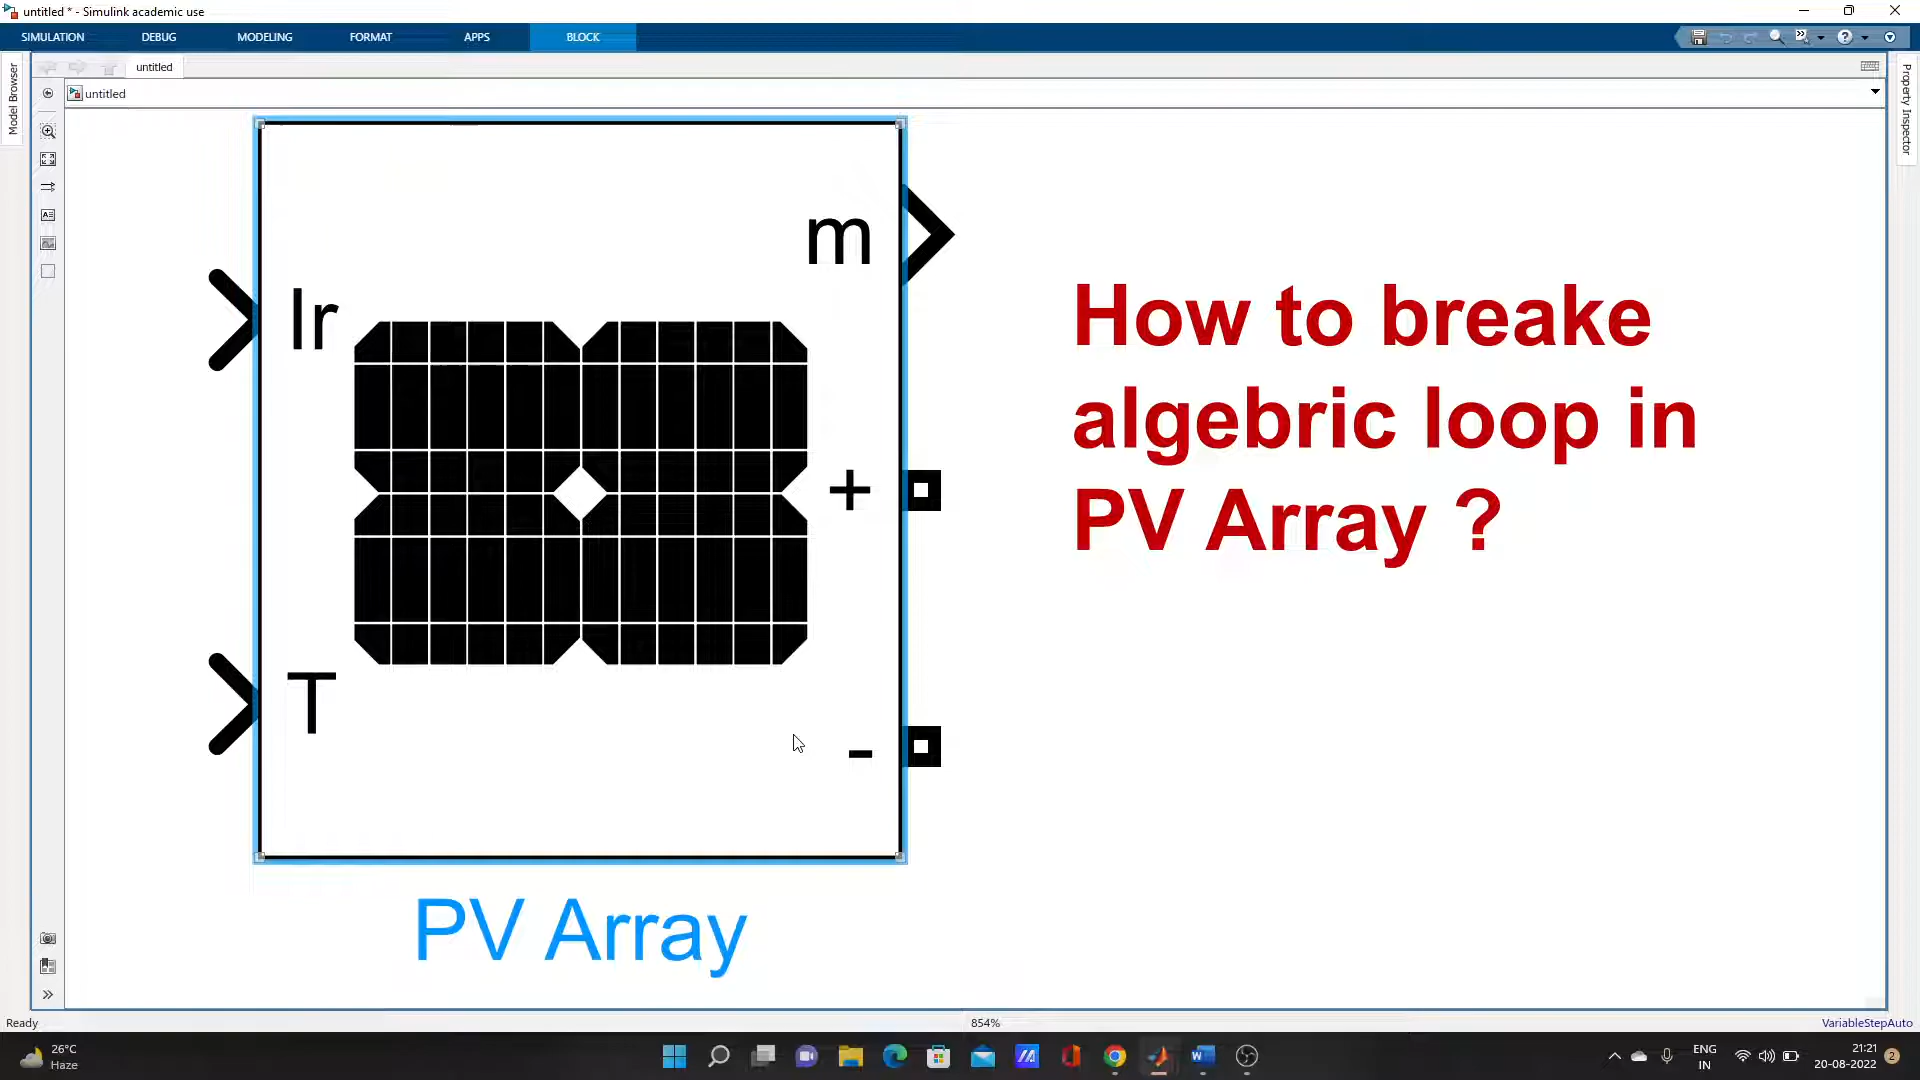 untitled * - Simulink academic use
SIMULATION
DEBUG
MODELING
FORMAT
APPS
BLOCK
untitled
untitled
Model Browser
Property Inspector
m
Ir
+
T
-
PV Array
How to breake
algebric loop in
PV Array ?
Ready
854%
VariableStepAuto
26°C
Haze
ENG
IN
21:21
20-08-2022
2